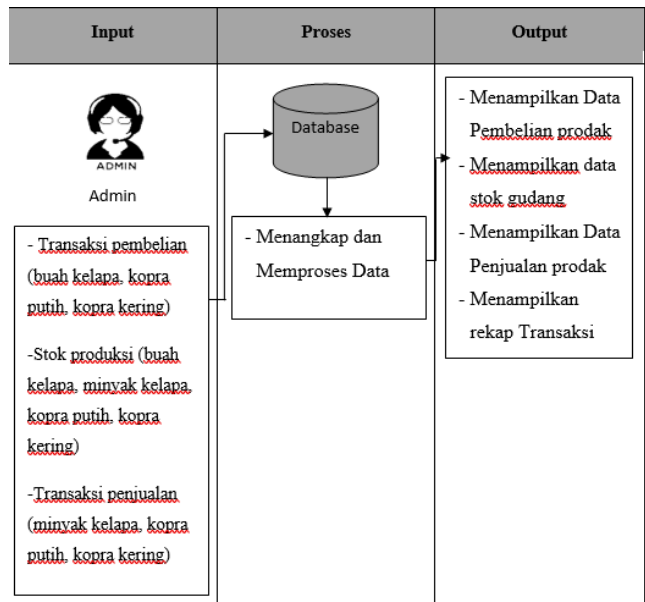 Input
Proses
Output
ADMIN
Admin
- Transaksi pembelian
(buah kelapa, kopra
putih, kopra kering)
-Stok produksi (buah
kelapa, minyak kelapa,
kopra putih, kopra
kering)
-Transaksi penjualan
(minyak kelapa, kopra
putih, kopra kering)
Database
- Menangkap dan
Memproses Data
- Menampilkan Data
Pembelian prodak
- Menampilkan data
stok gudang
- Menampilkan Data
Penjualan prodak
- Menampilkan
rekap Transaksi